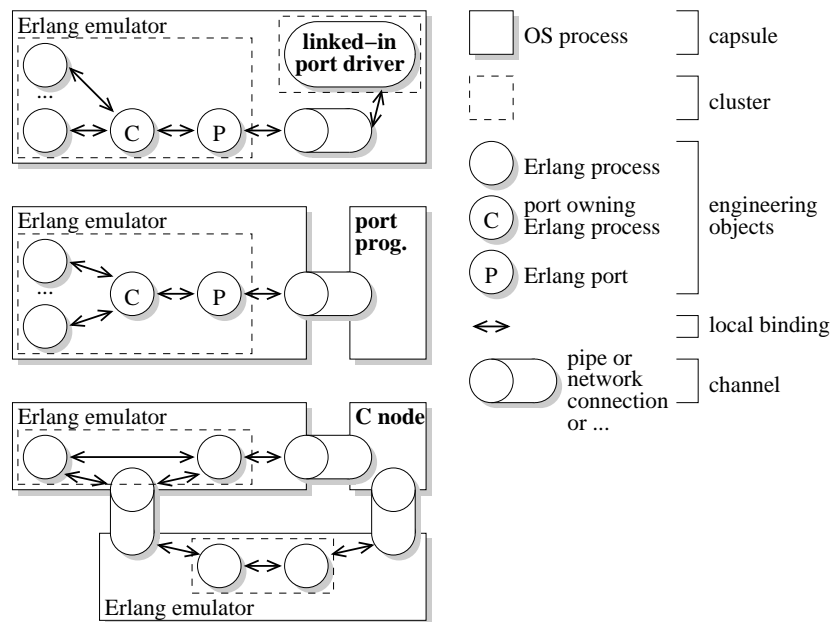 Erlang emulator
linked–in
port driver
...
C
P
Erlang emulator
port
prog.
...
C
P
Erlang emulator
C node
Erlang emulator
OS process
capsule
cluster
Erlang process
C
port owning
Erlang process
P
Erlang port
engineering
objects
local binding
pipe or
network
connection
or ...
channel